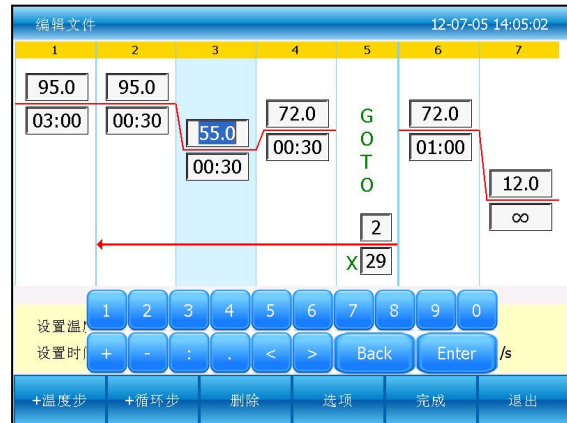 编辑文件 12-07-05 14:05:02
1 2 3 4 5 6 7
95.0 95.0 55.0 72.0 72.0 12.0
03:00 00:30 00:30 00:30 01:00 ∞
GOTO
2
X 29
1 2 3 4 5 6 7 8 9 0
设置温
设置时
+ - : . < > Back Enter /s
+温度步 +循环步 删除 选项 完成 退出